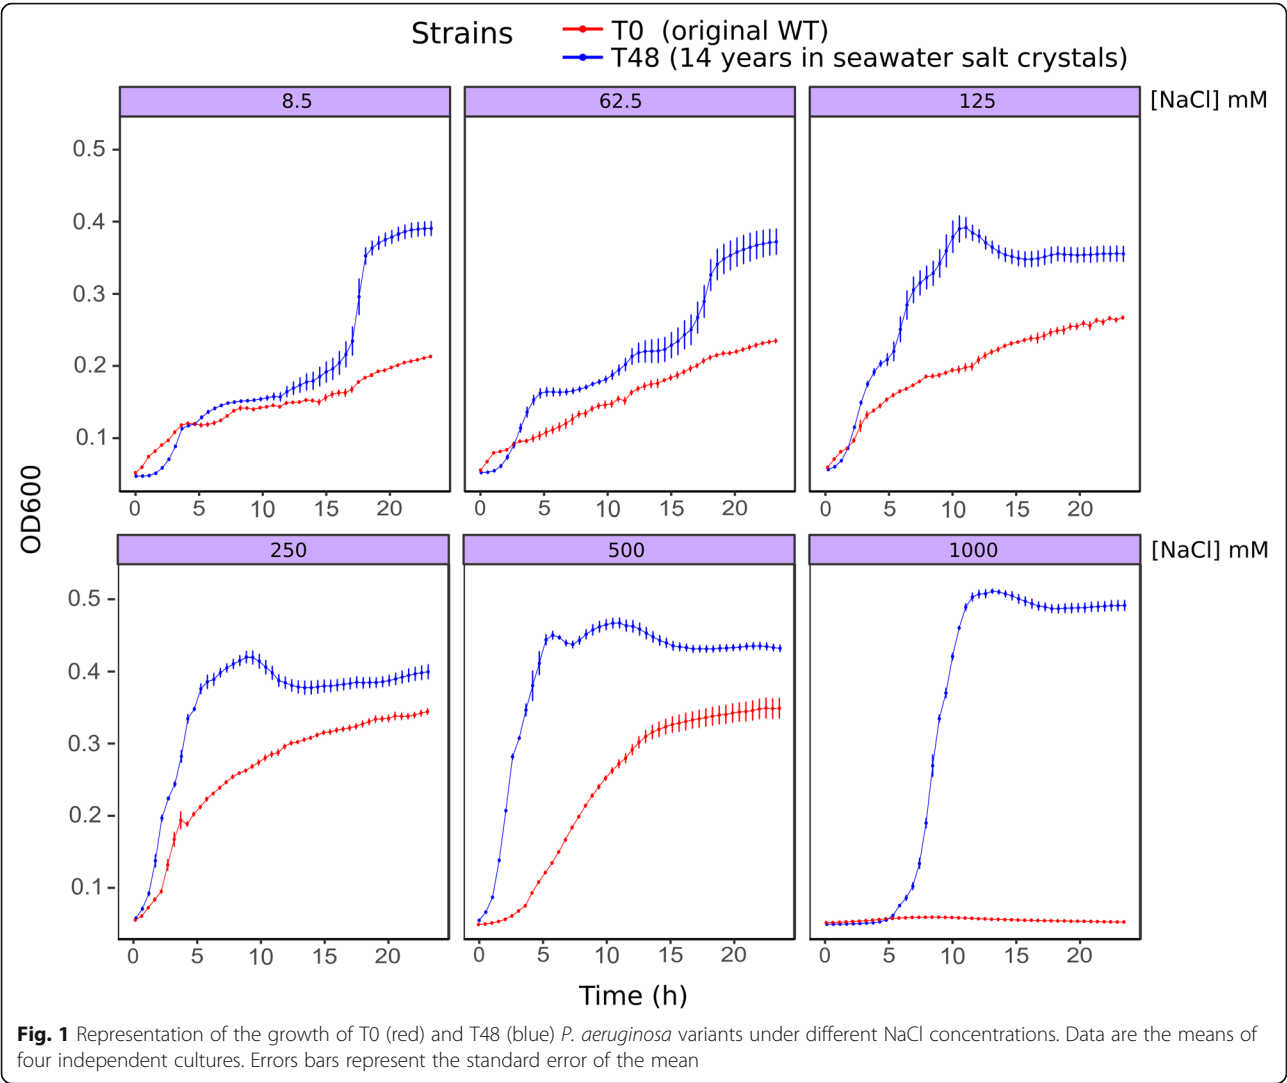 Strains
T0 (original WT)
T48 (14 years in seawater salt crystals)
8.5
62.5
125
[NaCl] mM
0.5
0.4
0.3
0.2
0.1
0 5 10 15 20
0 5 10 15 20
0 5 10 15 20
OD600
250
500
1000
[NaCl] mM
0.5
0.4
0.3
0.2
0.1
0 5 10 15 20
0 5 10 15 20
0 5 10 15 20
Time (h)
Fig. 1 Representation of the growth of T0 (red) and T48 (blue) P. aeruginosa variants under different NaCl concentrations. Data are the means of
four independent cultures. Errors bars represent the standard error of the mean